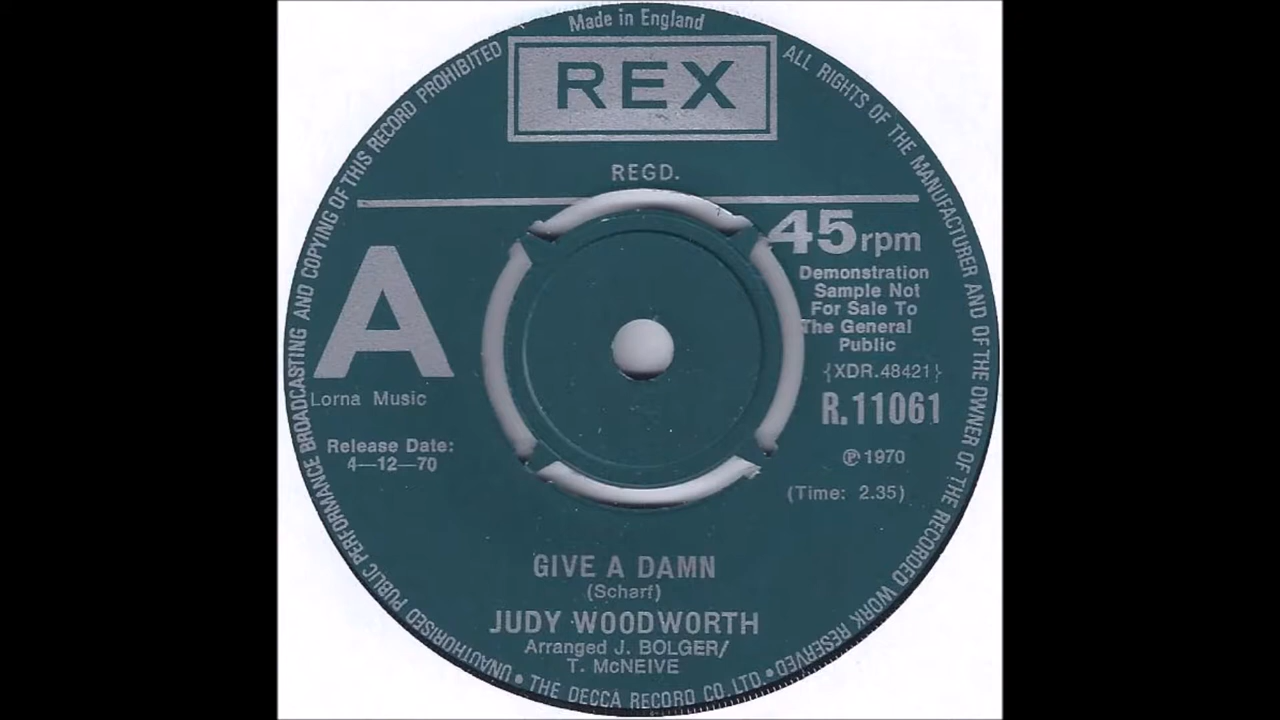 Made in England
REX
REGD.
45 rpm
Demonstration
Sample Not
For Sale To
The General
Public
{XDR.48421}
R.11061
℗ 1970
(Time: 2.35)
A
Lorna Music
Release Date:
4—12—70
GIVE A DAMN
(Scharf)
JUDY WOODWORTH
Arranged J. BOLGER/
T. McNEIVE
ALL RIGHTS OF THE MANUFACTURER AND OF THE OWNER OF THE RECORDED WORK RESERVED • THE DECCA RECORD CO. LTD. • UNAUTHORISED PUBLIC PERFORMANCE BROADCASTING AND COPYING OF THIS RECORD PROHIBITED